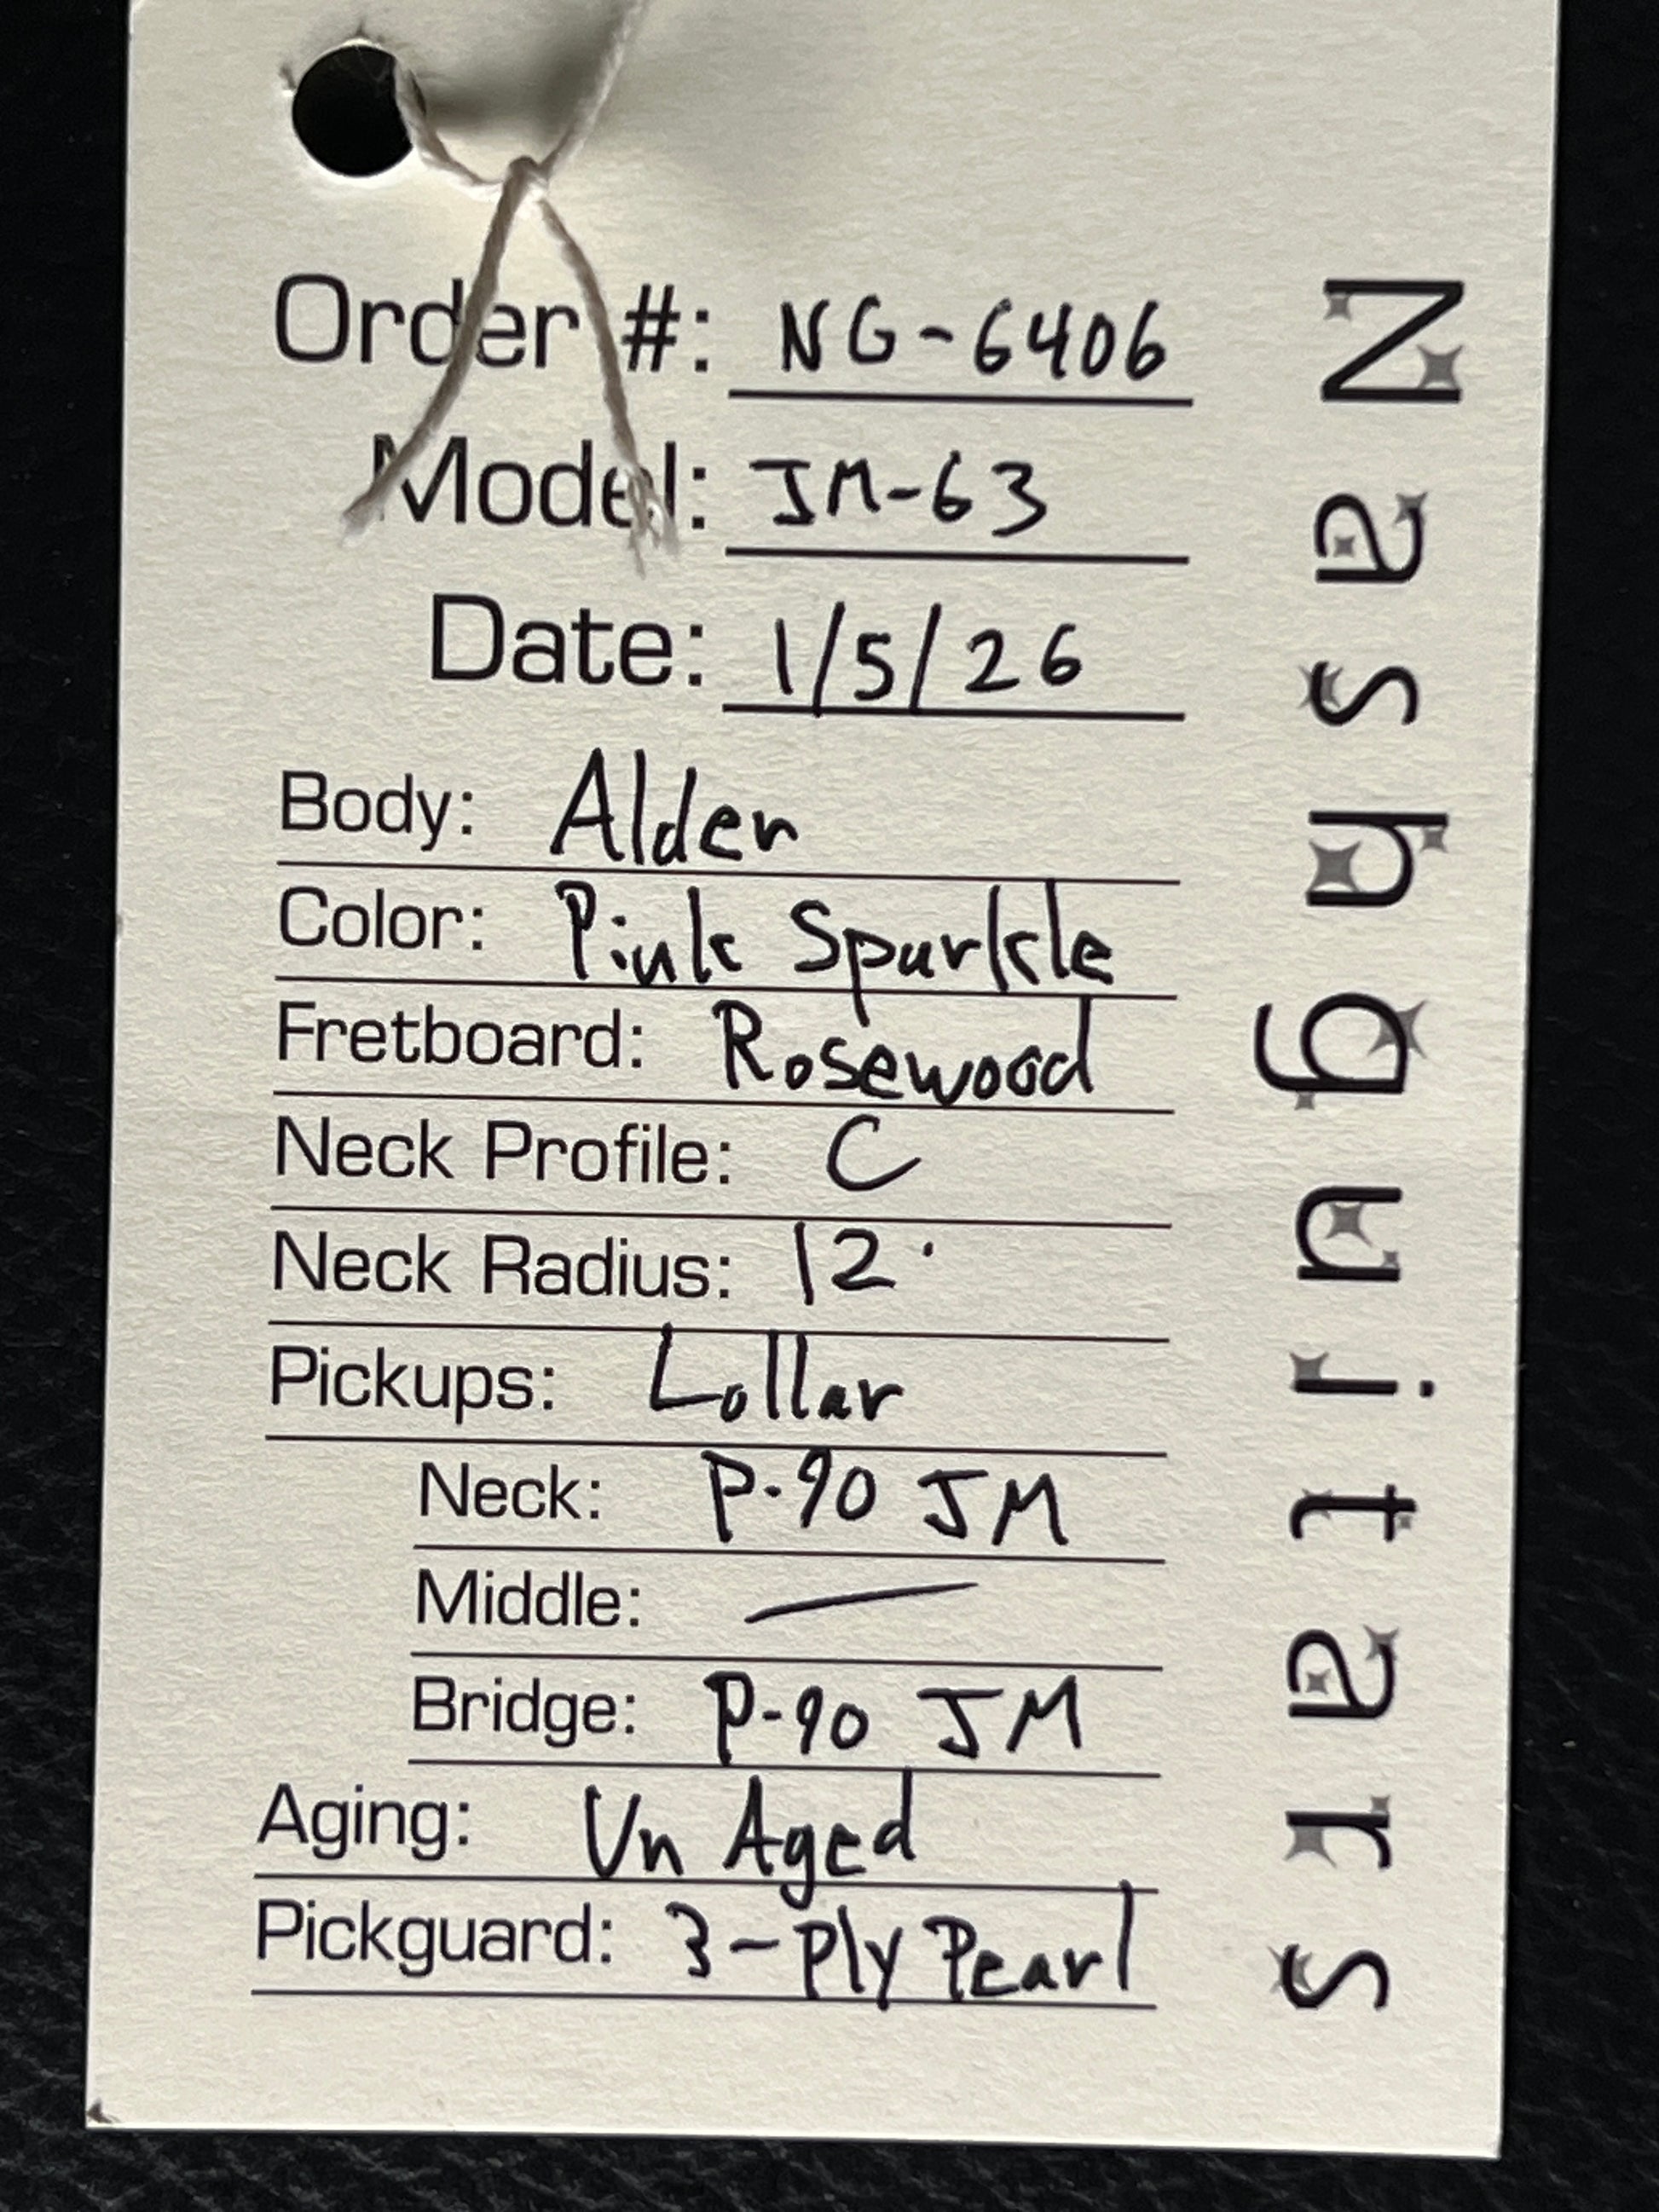 Order #: NG-6406
Model: JM-63
Date: 1/5/26
Body: Alder
Color: Pink Sparkle
Fretboard: Rosewood
Neck Profile: C
Neck Radius: 12"
Pickups: Lollar
Neck: P-90 JM
Middle: —
Bridge: P-90 JM
Aging: Un Aged
Pickguard: 3-Ply Pearl
Nashguitars